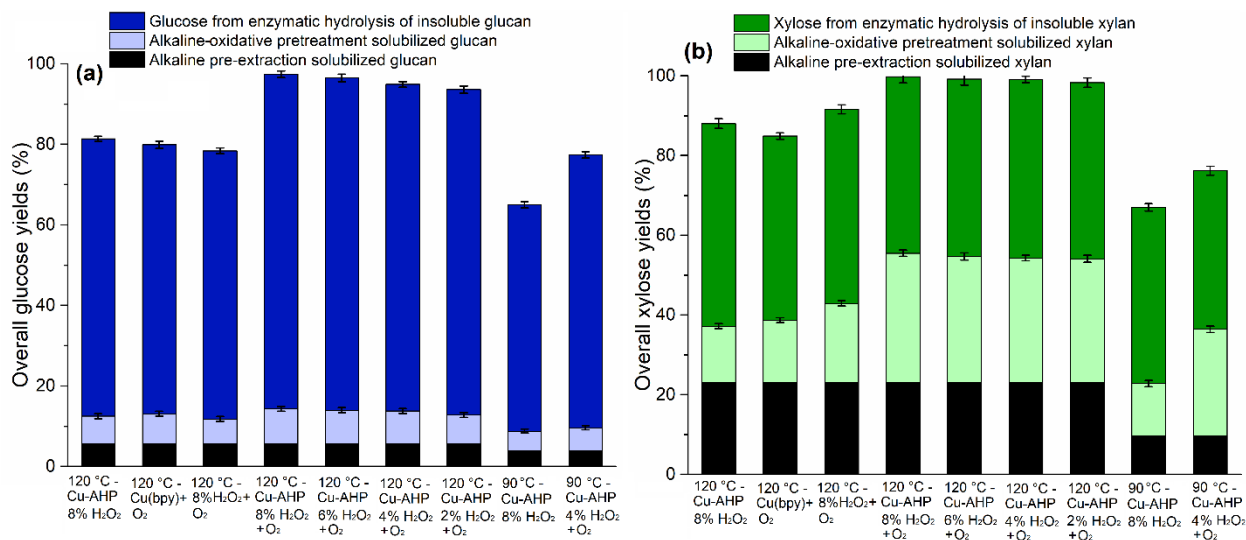 (a)
Glucose from enzymatic hydrolysis of insoluble glucan
Alkaline-oxidative pretreatment solubilized glucan
Alkaline pre-extraction solubilized glucan
Overall glucose yields (%)
100
80
60
40
20
0
120 °C -
Cu-AHP
8% H₂O₂
120 °C -
Cu(bpy)+
O₂
120 °C -
8%H₂O₂+
O₂
120 °C -
Cu-AHP
8% H₂O₂
+O₂
120 °C -
Cu-AHP
6% H₂O₂
+O₂
120 °C -
Cu-AHP
4% H₂O₂
+O₂
120 °C -
Cu-AHP
2% H₂O₂
+O₂
90 °C -
Cu-AHP
8% H₂O₂
90 °C -
Cu-AHP
4% H₂O₂
+O₂
(b)
Xylose from enzymatic hydrolysis of insoluble xylan
Alkaline-oxidative pretreatment solubilized xylan
Alkaline pre-extraction solubilized xylan
Overall xylose yields (%)
100
80
60
40
20
0
120 °C -
Cu-AHP
8% H₂O₂
120 °C -
Cu(bpy)+
O₂
120 °C -
8%H₂O₂+
O₂
120 °C -
Cu-AHP
8% H₂O₂
+O₂
120 °C -
Cu-AHP
6% H₂O₂
+O₂
120 °C -
Cu-AHP
4% H₂O₂
+O₂
120 °C -
Cu-AHP
2% H₂O₂
+O₂
90 °C -
Cu-AHP
8% H₂O₂
90 °C -
Cu-AHP
4% H₂O₂
+O₂